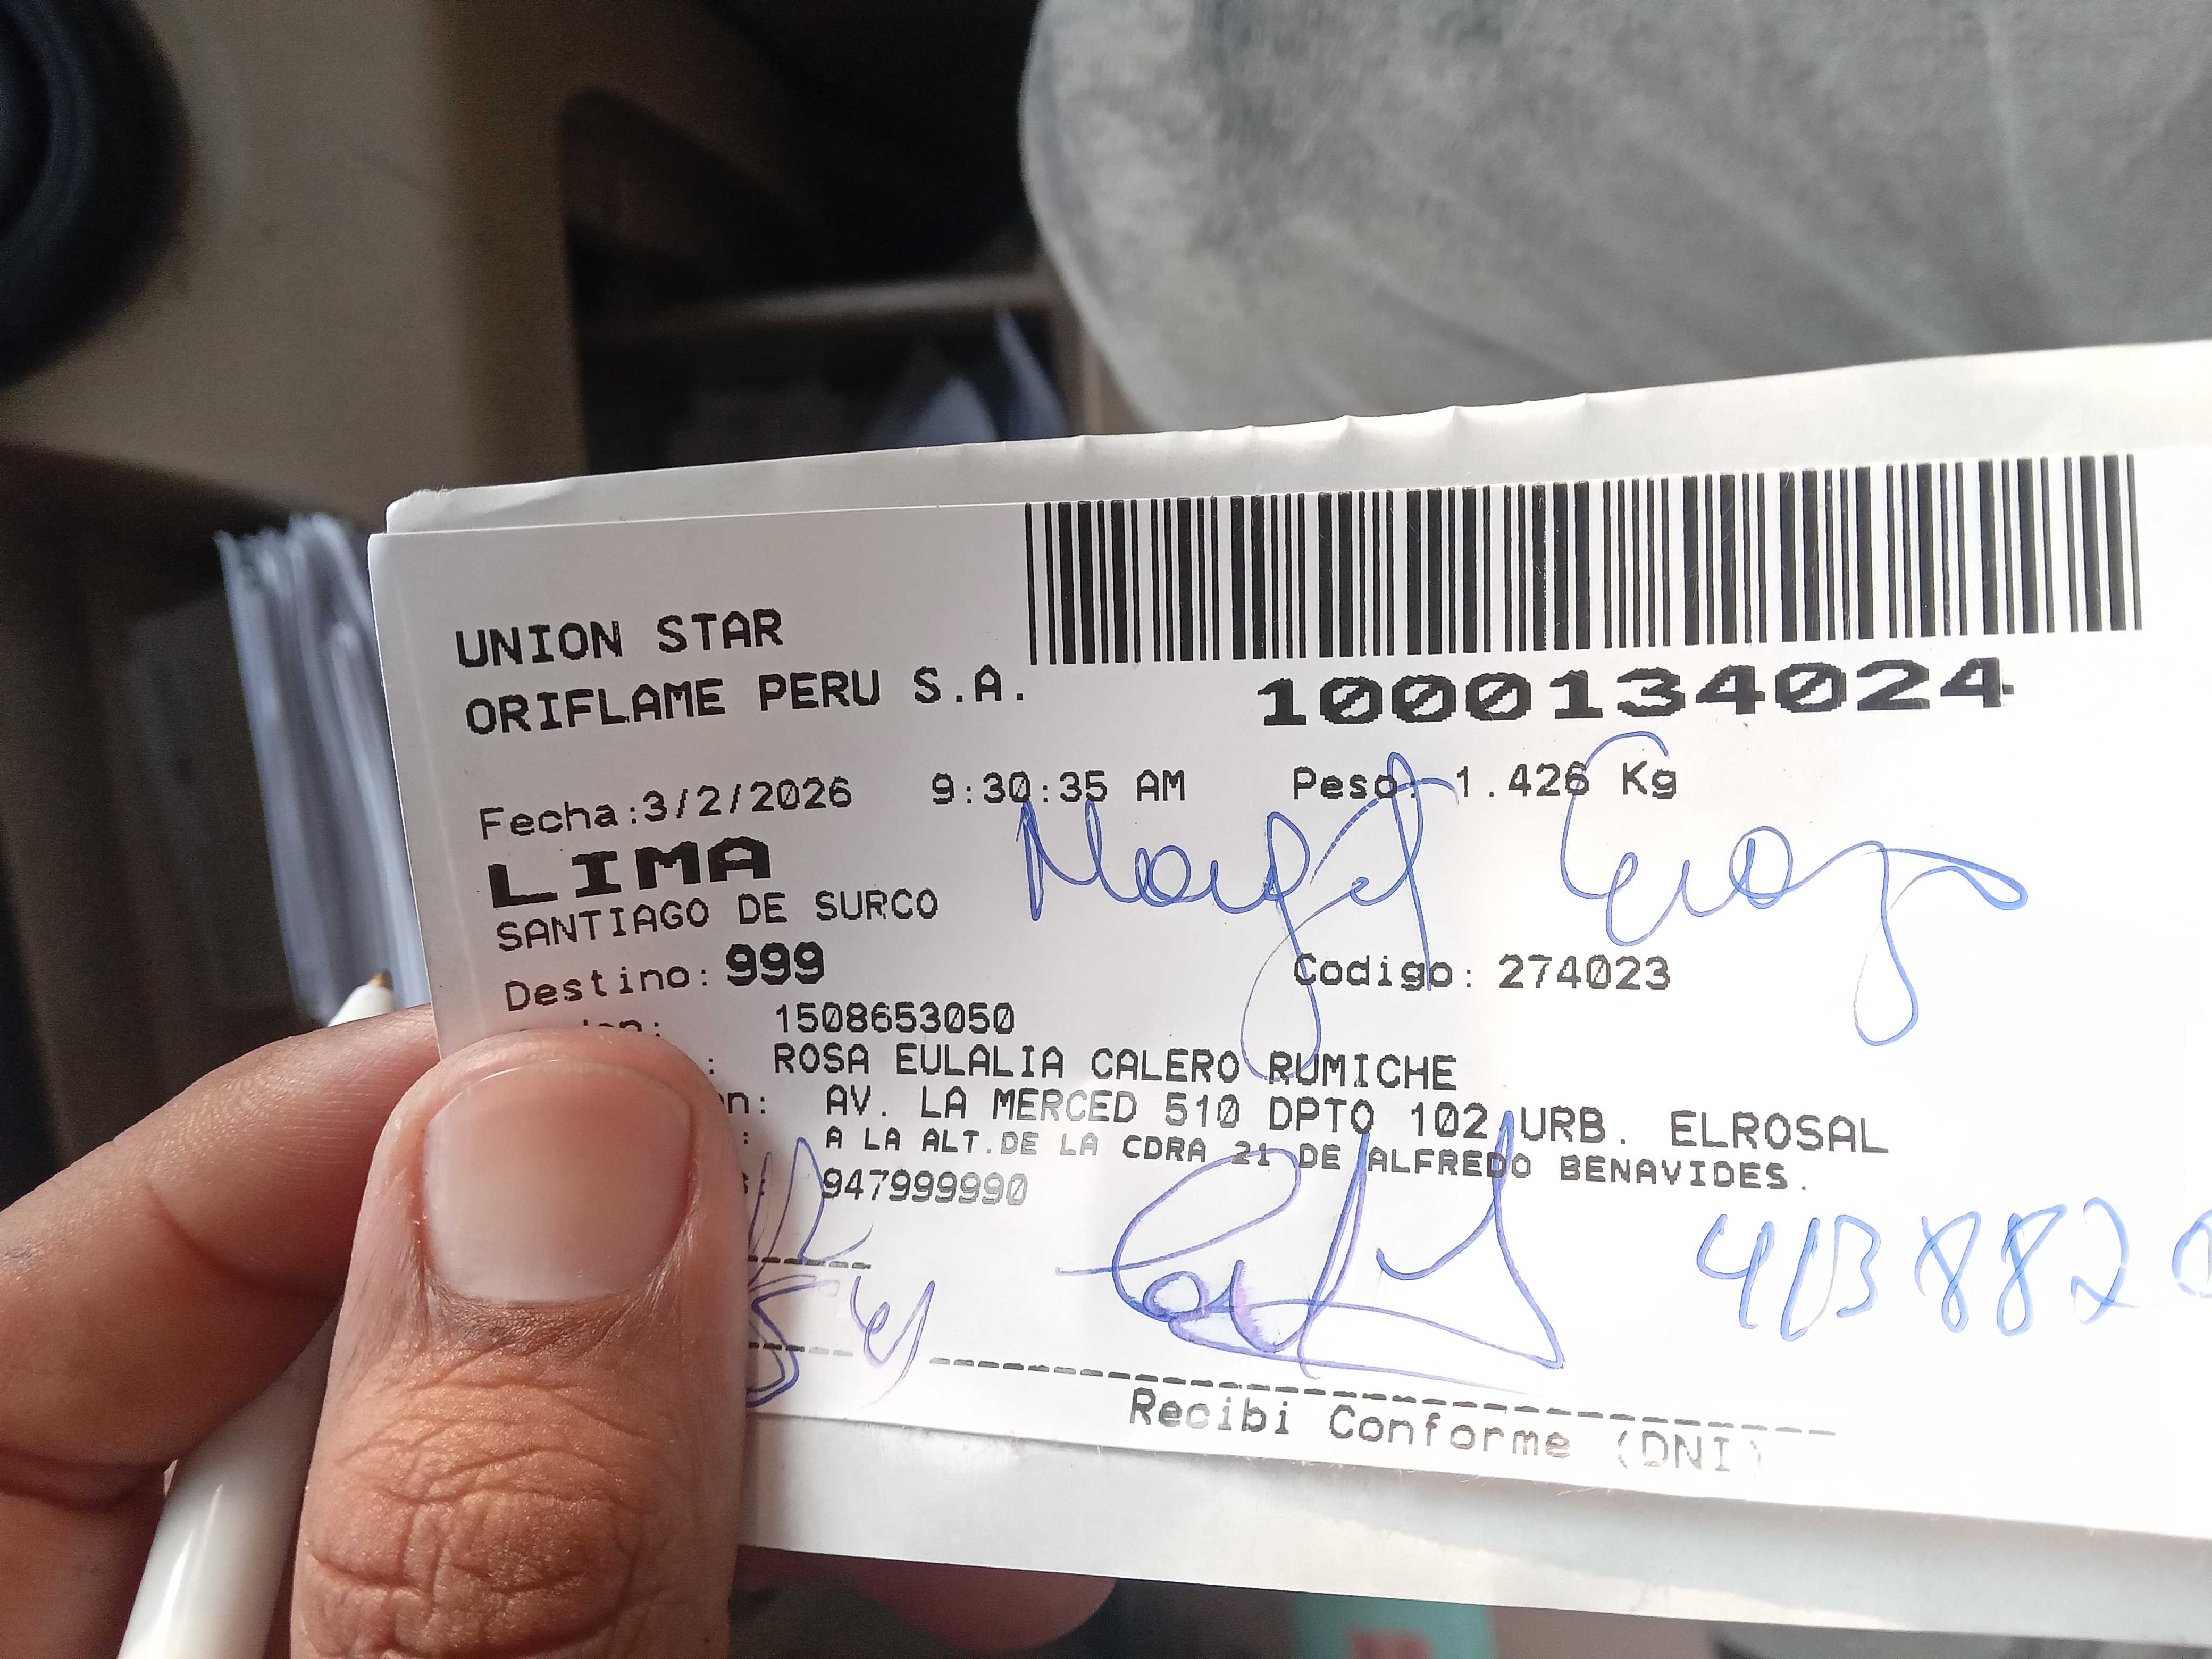 UNION STAR
ORIFLAME PERU S.A.
1000134024
Fecha:3/2/2026 9:30:35 AM Peso: 1.426 Kg
LIMA
SANTIAGO DE SURCO
Destino: 999 Codigo: 274023
1508653050
: ROSA EULALIA CALERO RUMICHE
n: AV. LA MERCED 510 DPTO 102 URB. ELROSAL
: A LA ALT.DE LA CDRA 21 DE ALFREDO BENAVIDES.
947999990
Recibi Conforme (DNI)